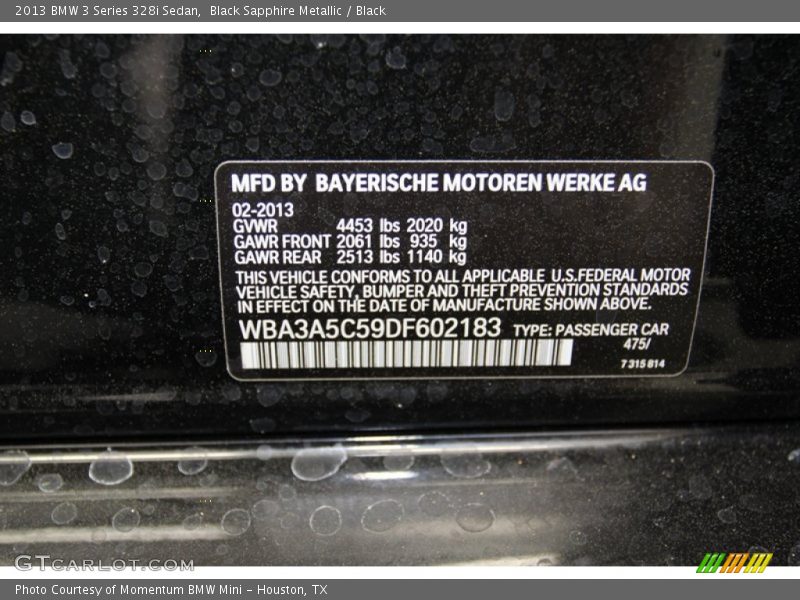 2013 BMW 3 Series 328i Sedan,  Black Sapphire Metallic / Black
MFD BY BAYERISCHE MOTOREN WERKE AG
02-2013
GVWR 4453 lbs 2020 kg
GAWR FRONT 2061 lbs 935 kg
GAWR REAR 2513 lbs 1140 kg
THIS VEHICLE CONFORMS TO ALL APPLICABLE U.S.FEDERAL MOTOR
VEHICLE SAFETY, BUMPER AND THEFT PREVENTION STANDARDS
IN EFFECT ON THE DATE OF MANUFACTURE SHOWN ABOVE.
WBA3A5C59DF602183 TYPE: PASSENGER CAR
475/
7 315 814
GTCARLOT.COM
Photo Courtesy of Momentum BMW Mini - Houston, TX